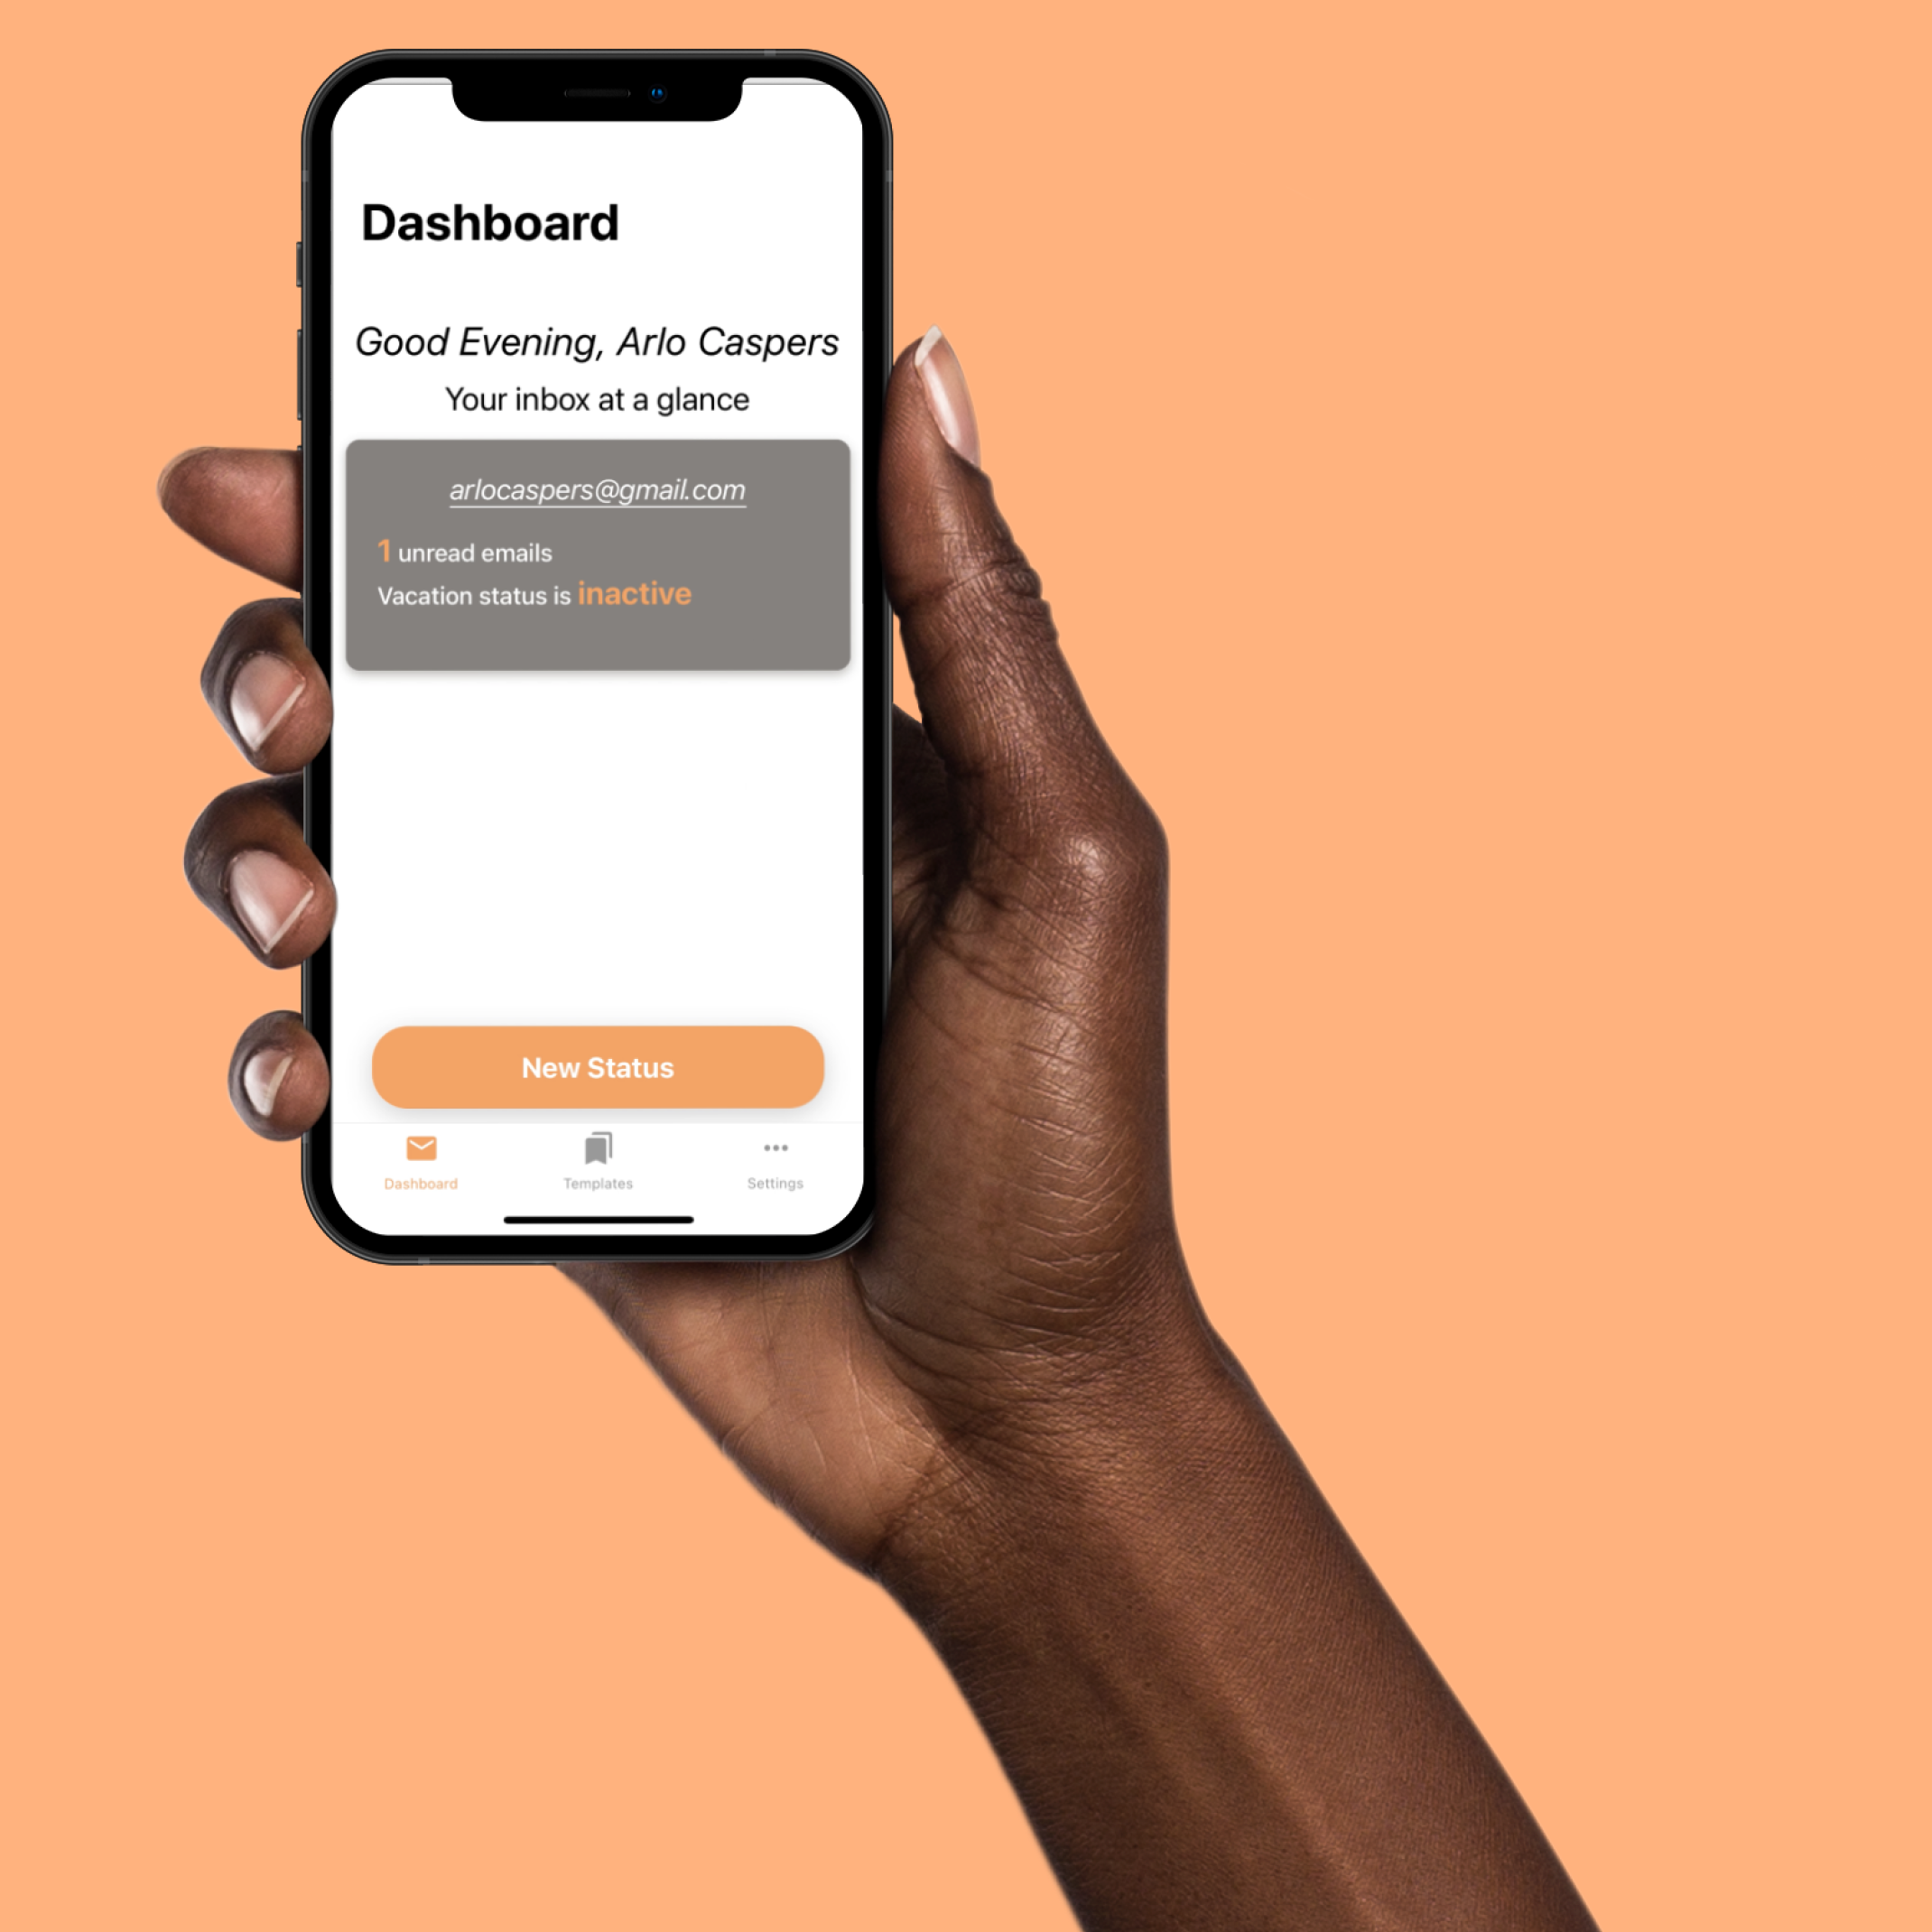 Dashboard
Good Evening, Arlo Caspers
Your inbox at a glance
arlocaspers@gmail.com
1 unread emails
Vacation status is inactive
New Status
Dashboard
Templates
Settings